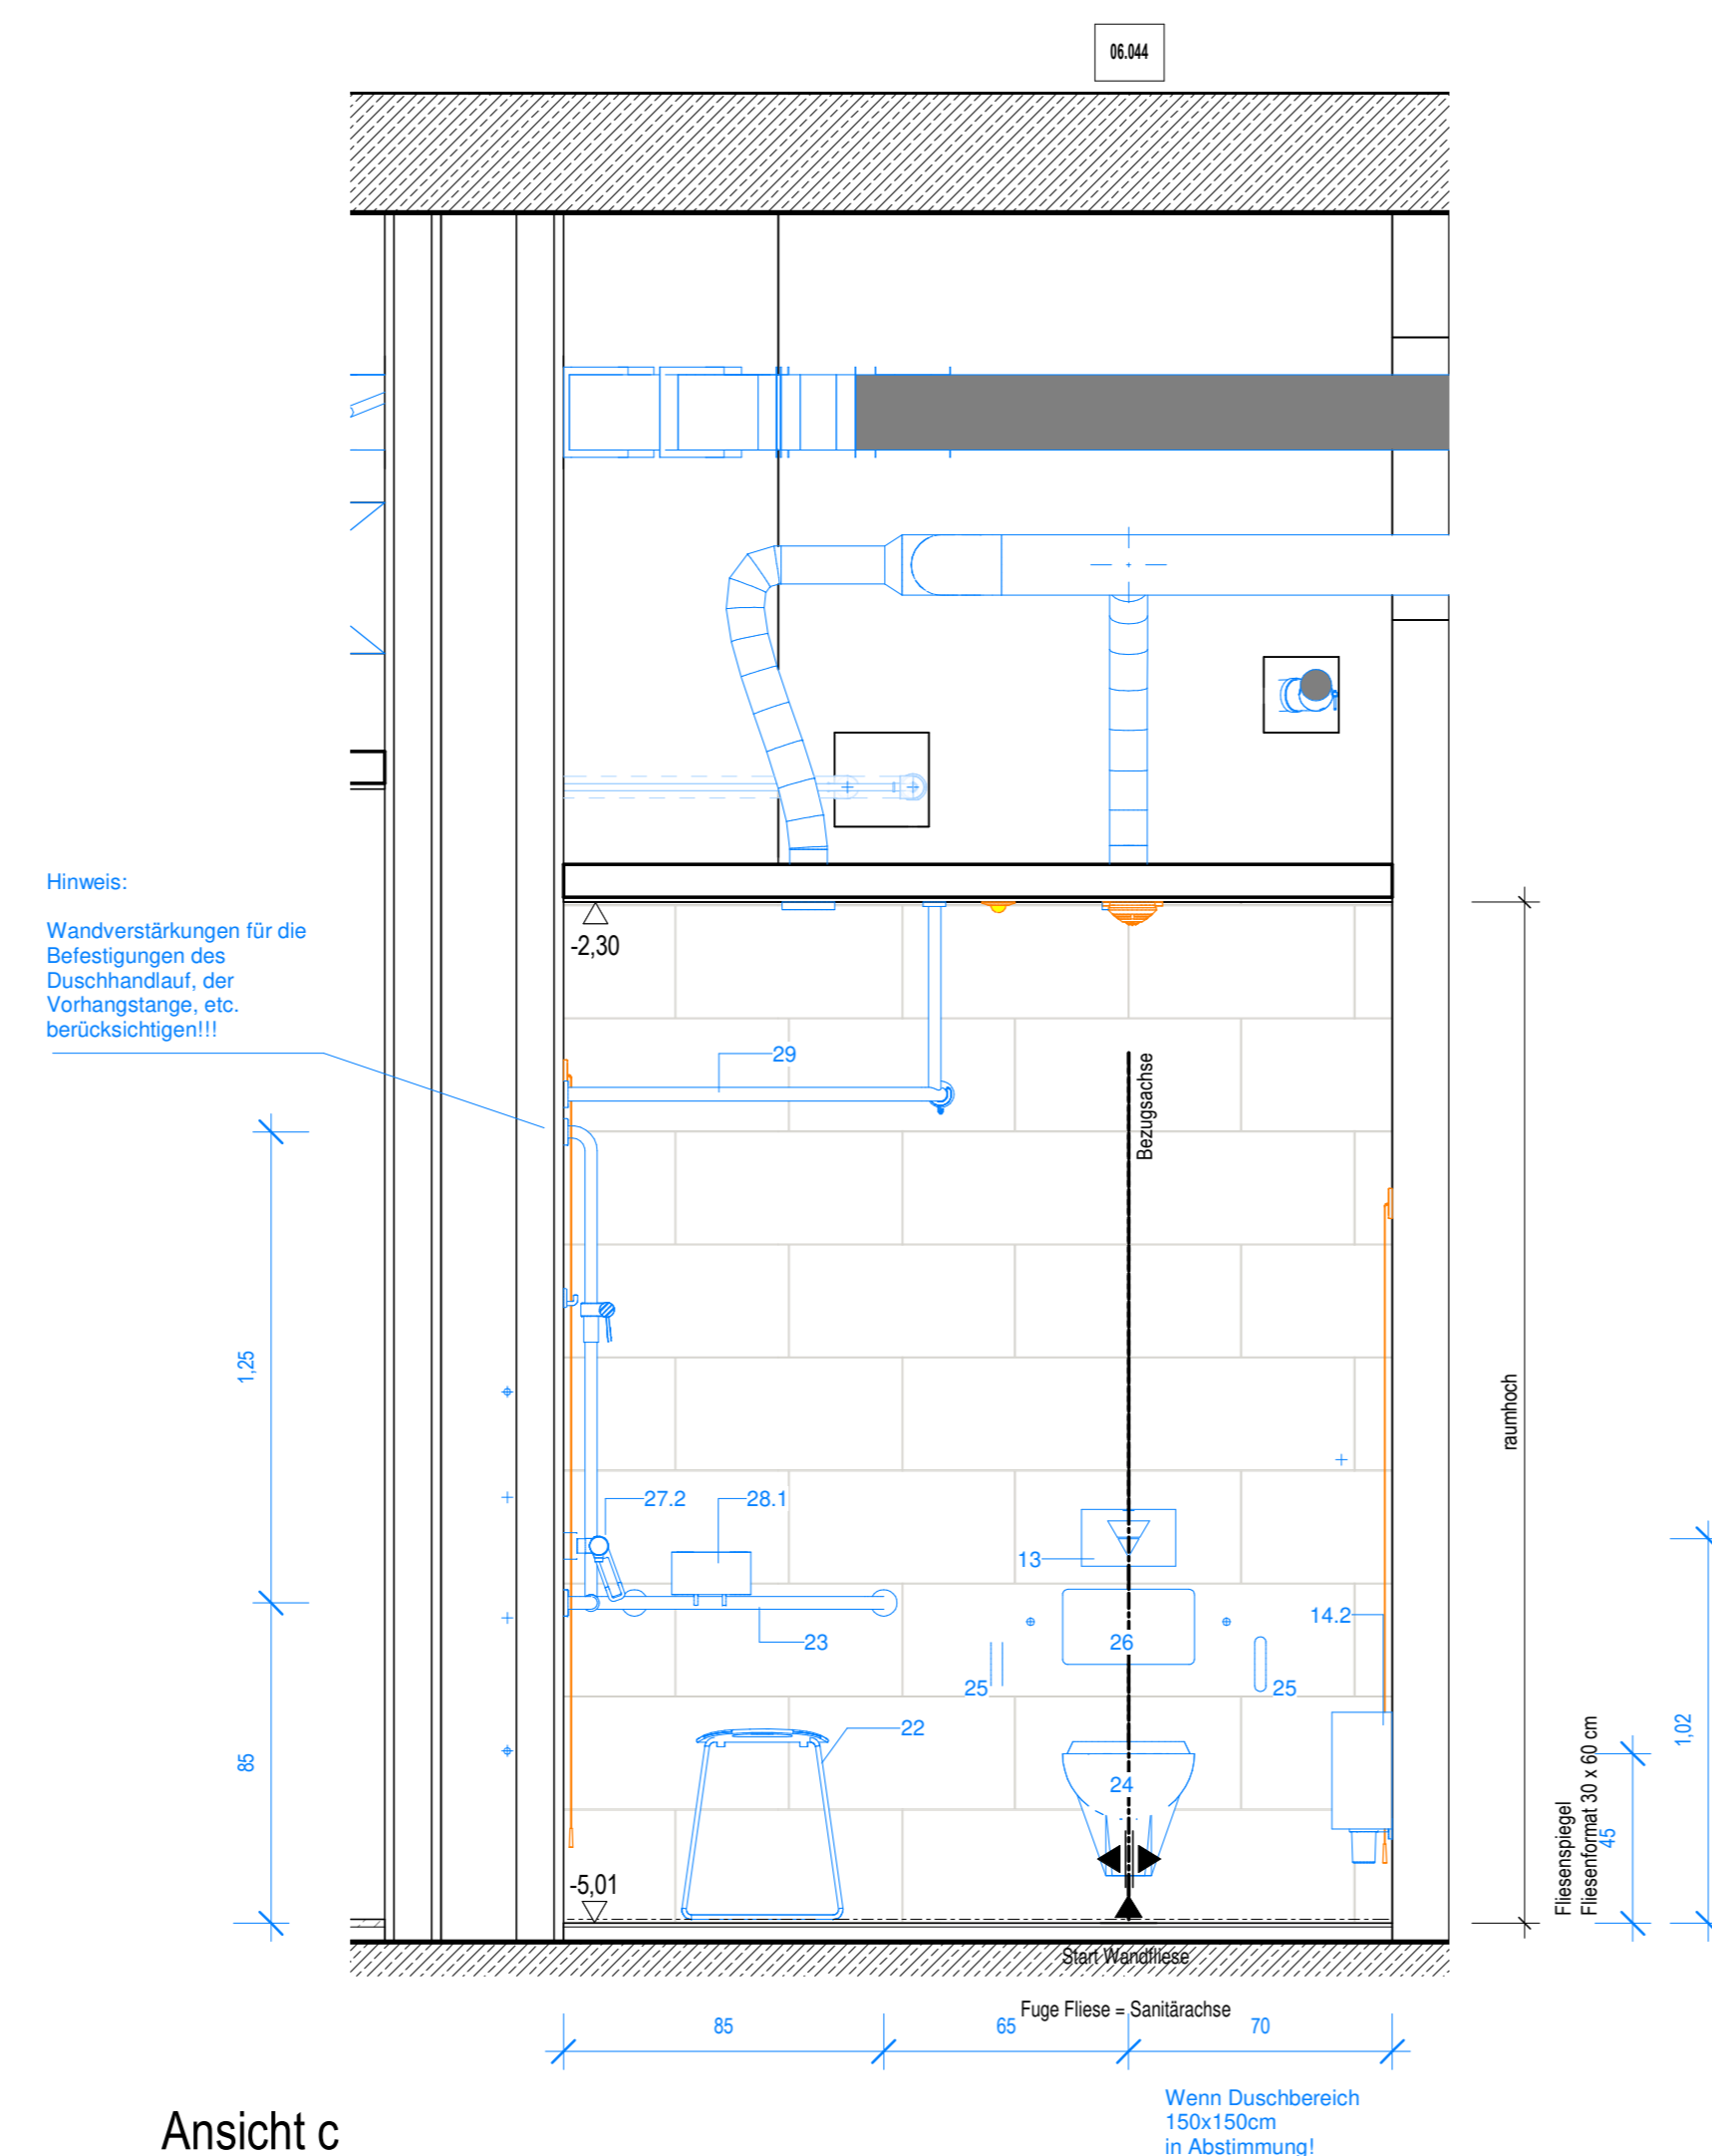 06.044
Hinweis:
Wandverstärkungen für die
Befestigungen des
Duschhandlauf, der
Vorhangstange, etc.
berücksichtigen!!!
-2,30
29
Bezugsachse
1,25
raumhoch
27.2
28.1
13
23
26
14.2
25
25
22
24
85
-5,01
Fliesenspiegel
Fliesenformat 30 x 60 cm
45
1,02
Start Wandfliese
Fuge Fliese = Sanitärachse
85
65
70
Wenn Duschbereich
150x150cm
in Abstimmung!
Ansicht c